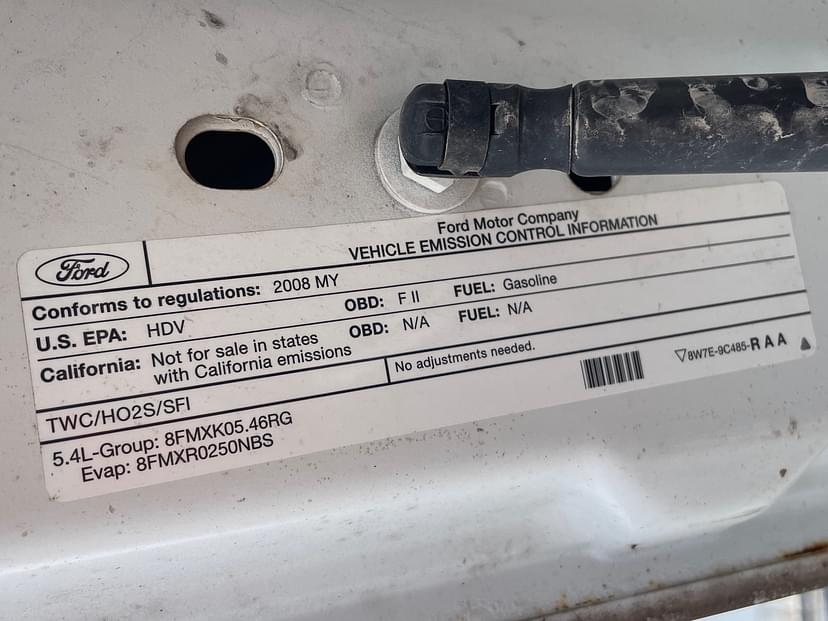 Ford
Ford Motor Company
VEHICLE EMISSION CONTROL INFORMATION
Conforms to regulations: 2008 MY
U.S. EPA: HDV OBD: F II FUEL: Gasoline
California: Not for sale in states OBD: N/A FUEL: N/A
with California emissions
TWC/HO2S/SFI No adjustments needed.
8W7E-9C485-RAA
5.4L-Group: 8FMXK05.46RG
Evap: 8FMXR0250NBS